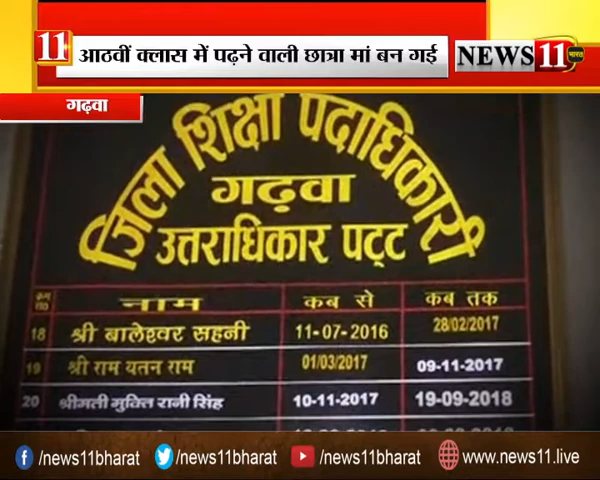 11 आठवीं क्लास में पढ़ने वाली छात्रा मां बन गई NEWS 11 भारत
गढ़वा
जिला शिक्षा पदाधिकारी
गढ़वा
उत्तराधिकार पट्ट
नाम कब से कब तक
18 श्री बालेश्वर सहनी 11-07-2016 28/02/2017
19 श्री राम यतन राम 01/03/2017 09-11-2017
20 श्रीमती मुक्ति रानी सिंह 10-11-2017 19-09-2018
/news11bharat /news11bharat /news11bharat www.news11.live